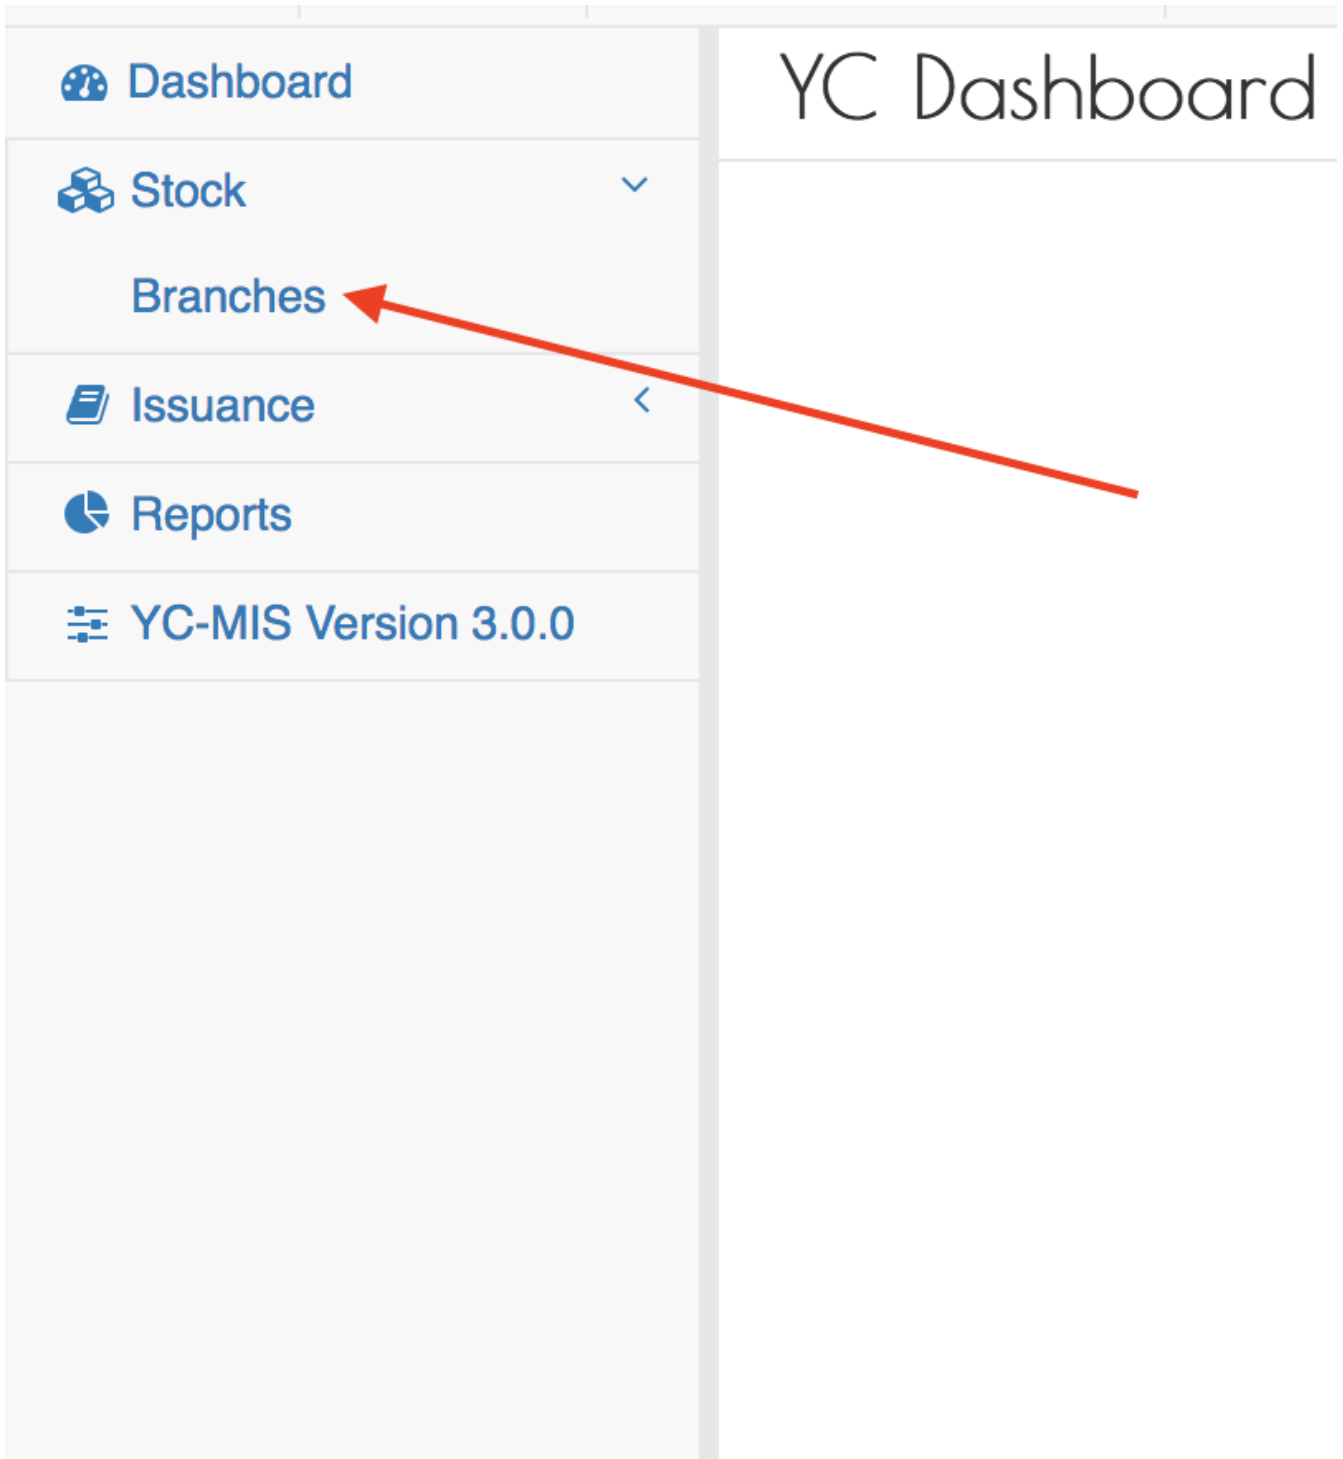 Dashboard
YC Dashboard
Stock
Branches
Issuance
Reports
YC-MIS Version 3.0.0